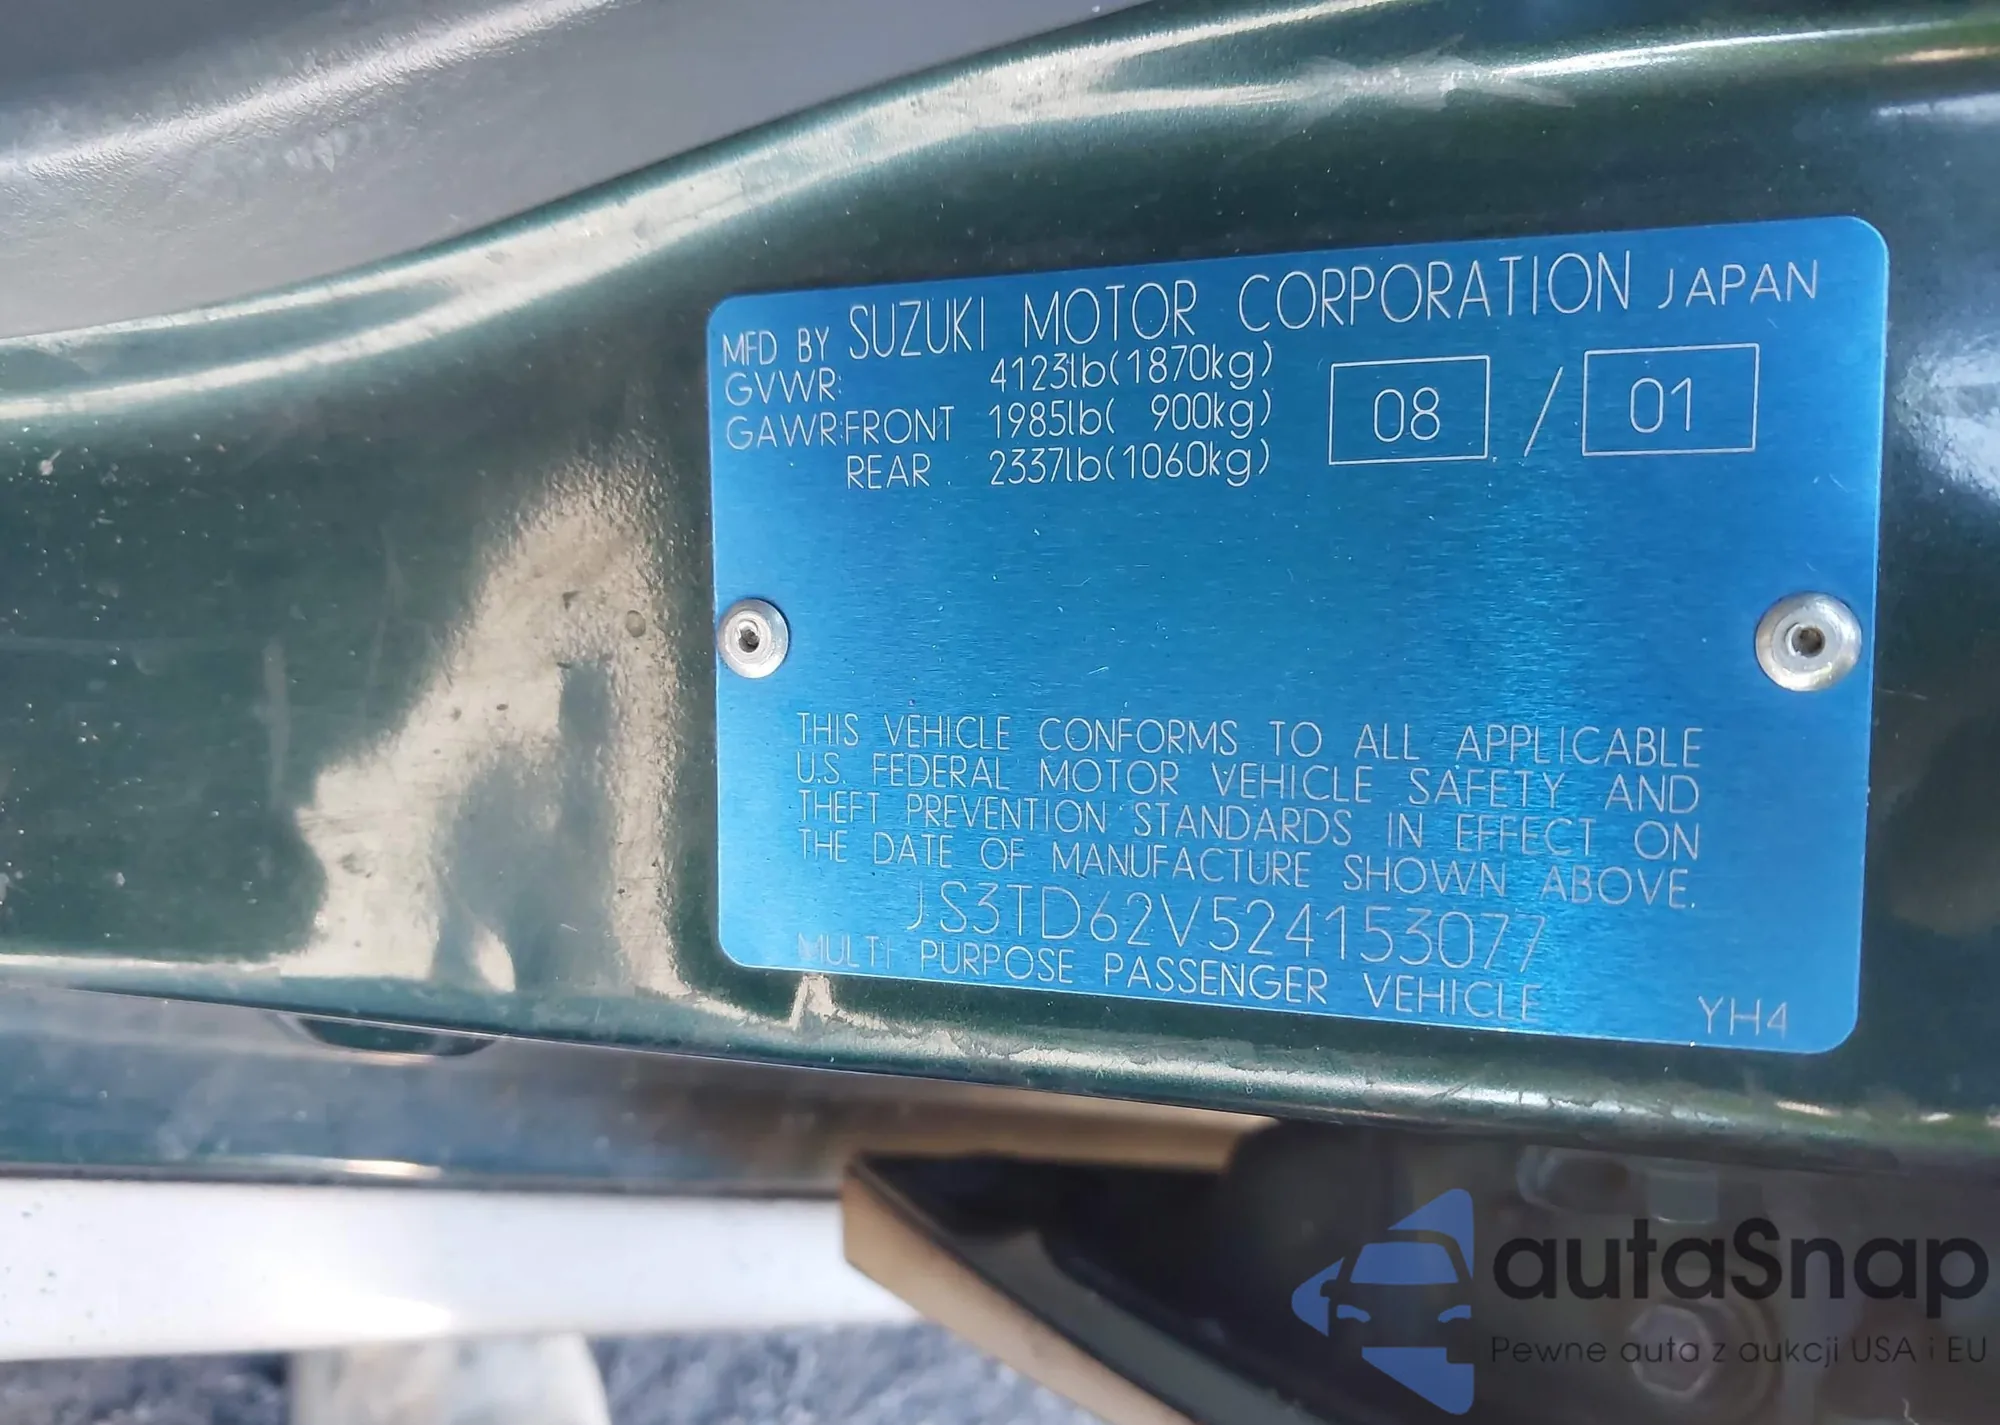 MFD BY SUZUKI MOTOR CORPORATION JAPAN
GVWR: 4123lb(1870kg)
GAWR:FRONT 1985lb( 900kg) 08 / 01
REAR 2337lb(1060kg)
THIS VEHICLE CONFORMS TO ALL APPLICABLE
U.S. FEDERAL MOTOR VEHICLE SAFETY AND
THEFT PREVENTION STANDARDS IN EFFECT ON
THE DATE OF MANUFACTURE SHOWN ABOVE.
JS3TD62V524153077
MULTI PURPOSE PASSENGER VEHICLE
YH4
autaSnap
Pewne auta z aukcji USA i EU